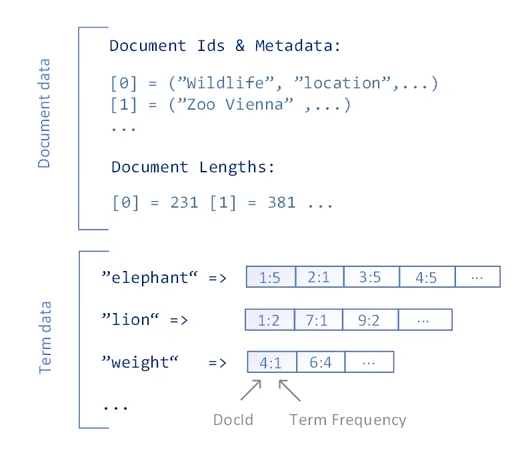 Document data
Document Ids & Metadata:
[0] = (”Wildlife”, ”location”,...)
[1] = (”Zoo Vienna” ,...)
...
Document Lengths:
[0] = 231 [1] = 381 ...
Term data
”elephant“ => 1:5 2:1 3:5 4:5 ...
”lion“ => 1:2 7:1 9:2 ...
”weight“ => 4:1 6:4 ...
...
DocId Term Frequency